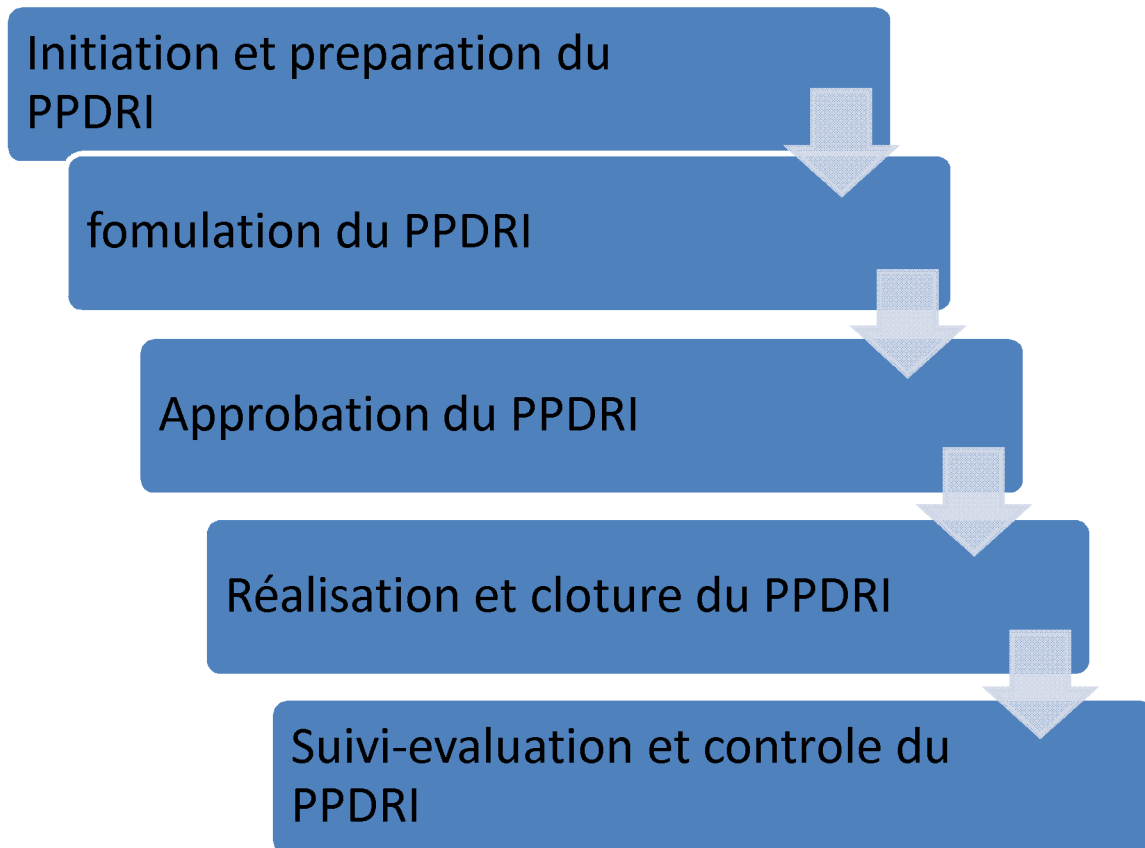 Initiation et preparation du
PPDRI
fomulation du PPDRI
Approbation du PPDRI
Réalisation et cloture du PPDRI
Suivi-evaluation et controle du
PPDRI